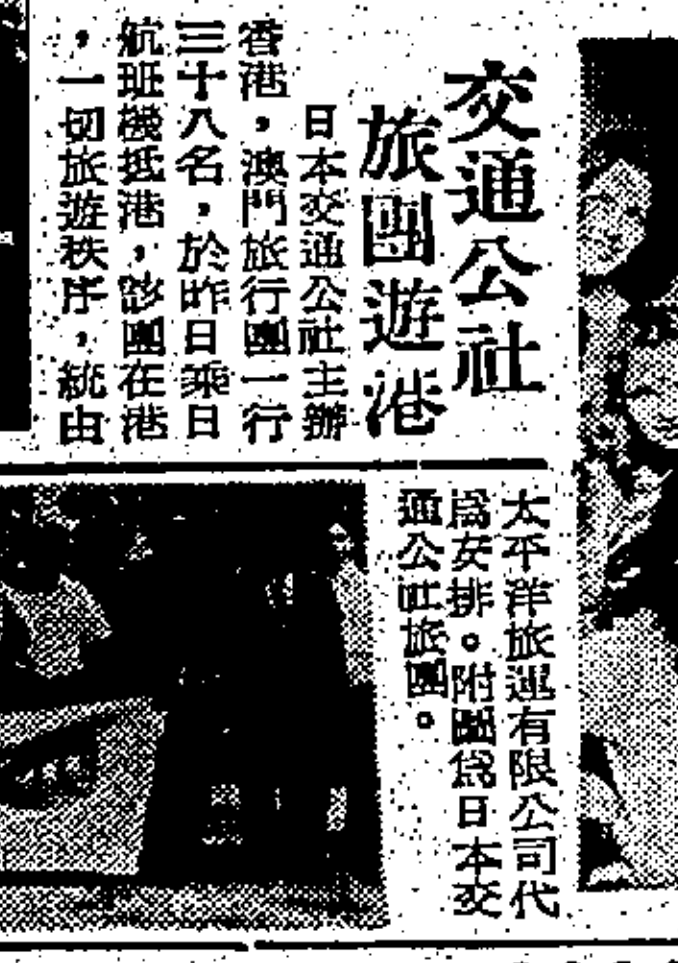 交通公社
旅團遊港
日本交通公社主辦
香港，澳門旅行團一行
三十八名，於昨日乘日
航班機抵港，該團在港
，一切旅遊秩序，統由
太平洋旅運有限公司代
為安排。附圖為日本交
通公社旅團。